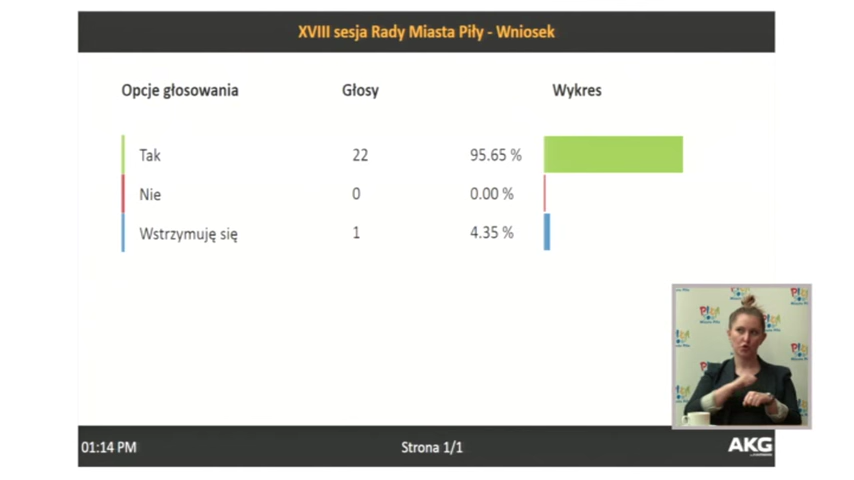 XVIII sesja Rady Miasta Piły - Wniosek
Opcje głosowania Głosy Wykres
Tak 22 95.65 %
Nie 0 0.00 %
Wstrzymuję się 1 4.35 %
01:14 PM Strona 1/1 AKG